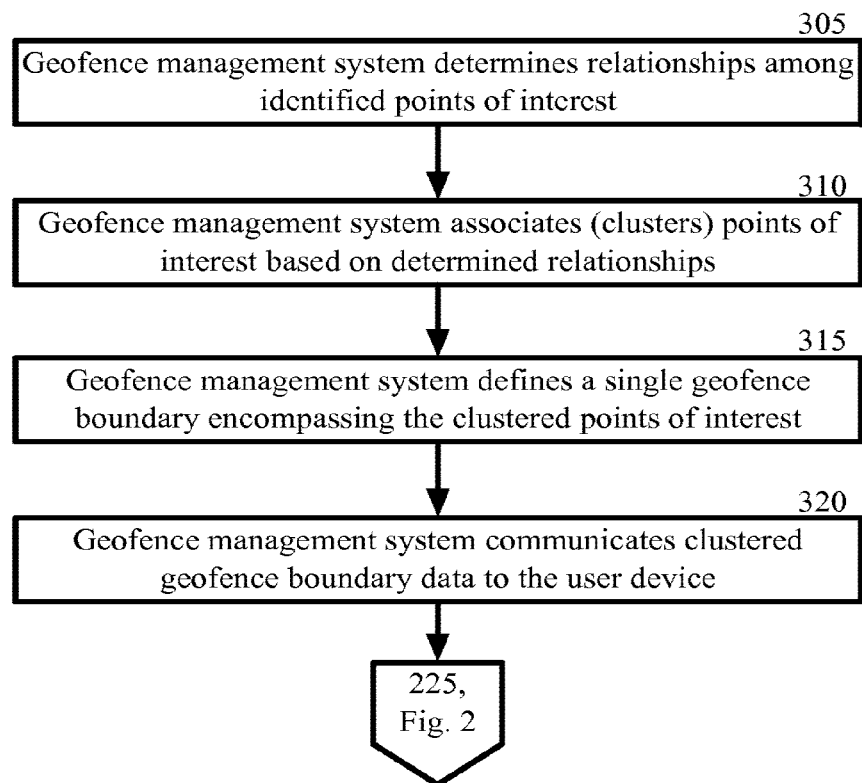 305
Geofence management system determines relationships among
identified points of interest
310
Geofence management system associates (clusters) points of
interest based on determined relationships
315
Geofence management system defines a single geofence
boundary encompassing the clustered points of interest
320
Geofence management system communicates clustered
geofence boundary data to the user device
225,
Fig. 2